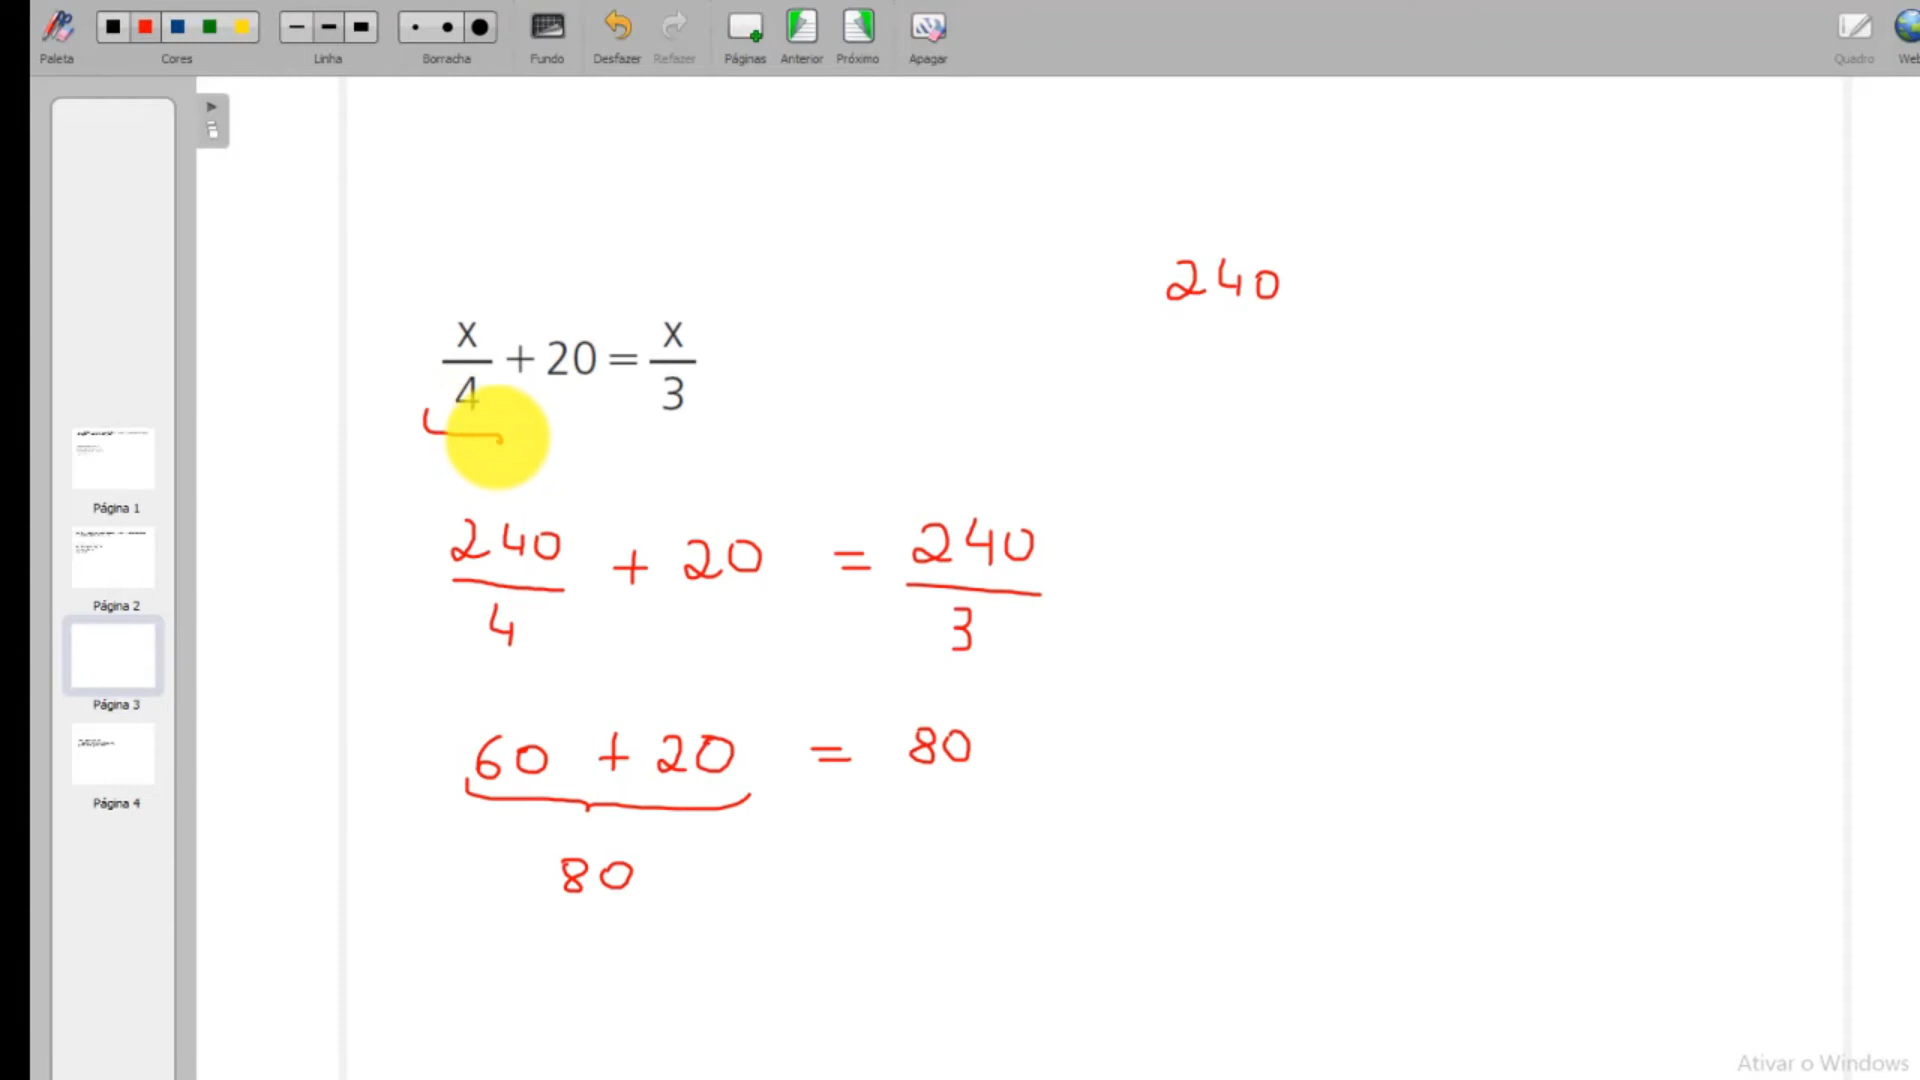 Paleta Cores Linha Borracha Fundo Desfazer Refazer Páginas Anterior Próximo Apagar Quadro Web
240
x/4 + 20 = x/3
240/4 + 20 = 240/3
60 + 20 = 80
80
Página 1
Página 2
Página 3
Página 4
Ativar o Windows